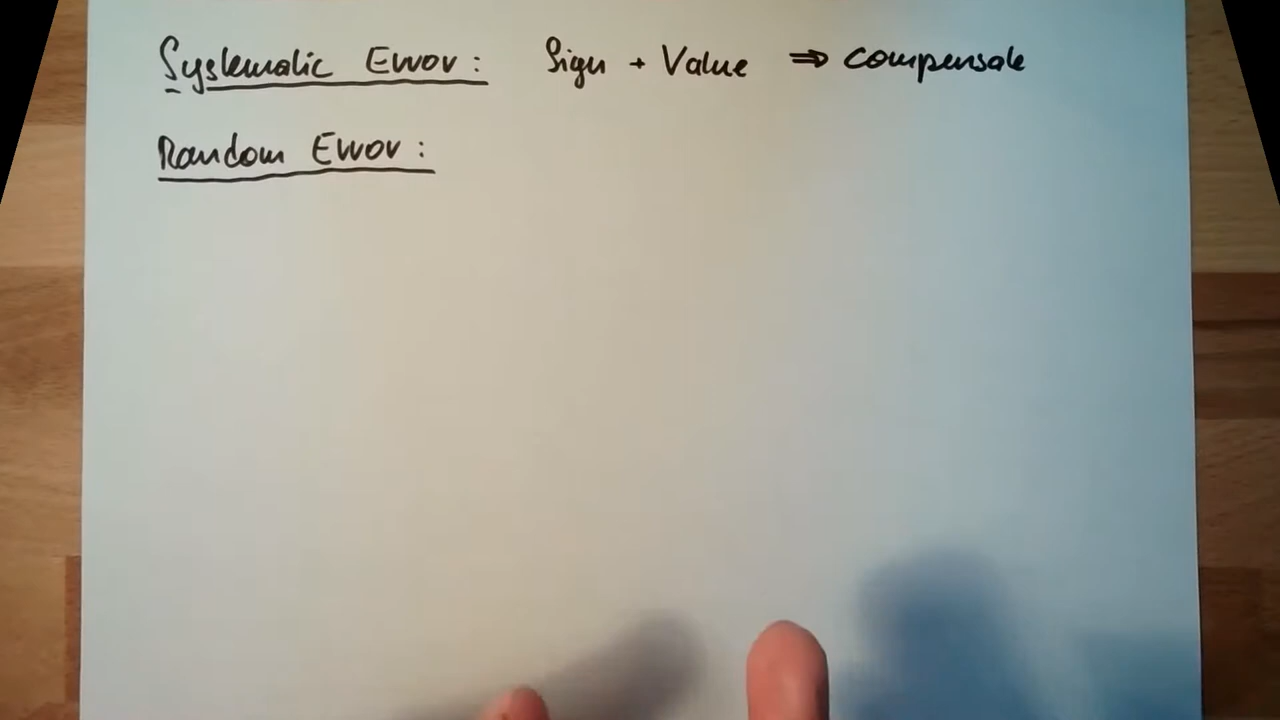 Systematic Error: Sign + Value ⇒ compensate
Random Error: